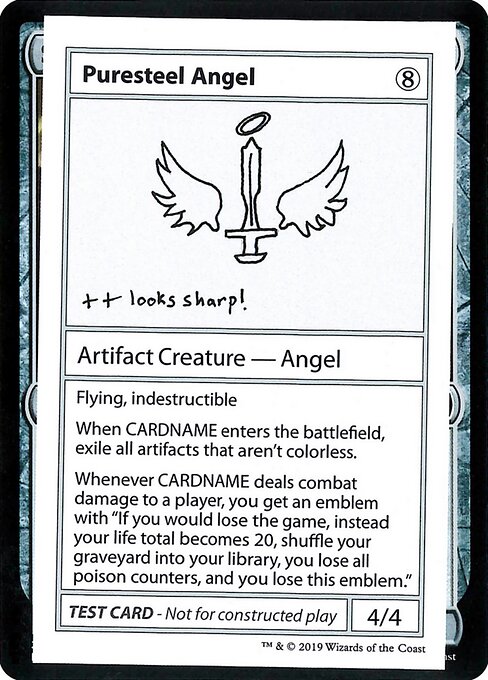 Puresteel Angel
8
++ looks sharp!
Artifact Creature — Angel
Flying, indestructible
When CARDNAME enters the battlefield,
exile all artifacts that aren't colorless.
Whenever CARDNAME deals combat
damage to a player, you get an emblem
with “If you would lose the game, instead
your life total becomes 20, shuffle your
graveyard into your library, you lose all
poison counters, and you lose this emblem.”
TEST CARD - Not for constructed play
4/4
™ & © 2019 Wizards of the Coast